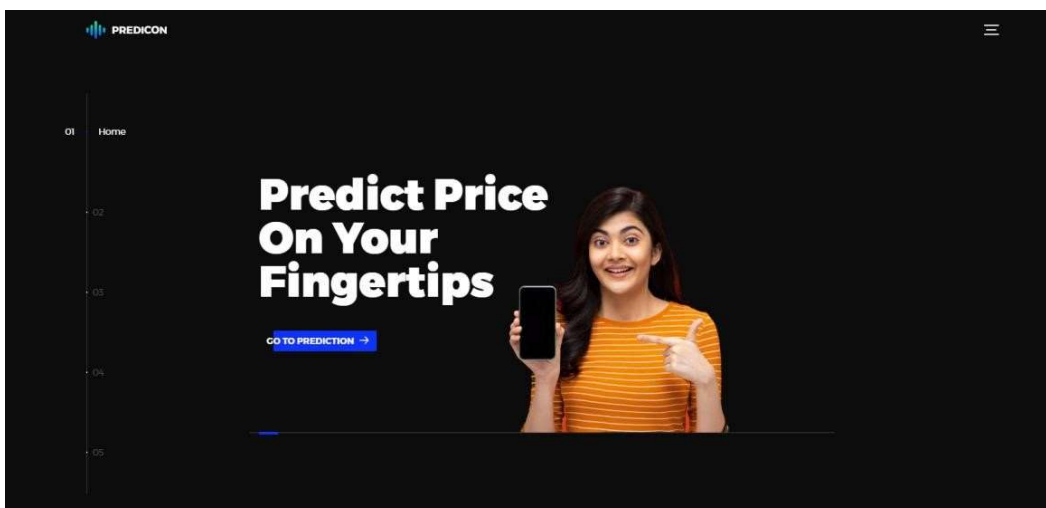 PREDICON
01 Home
02
03
04
05
Predict Price
On Your
Fingertips
GO TO PREDICTION →